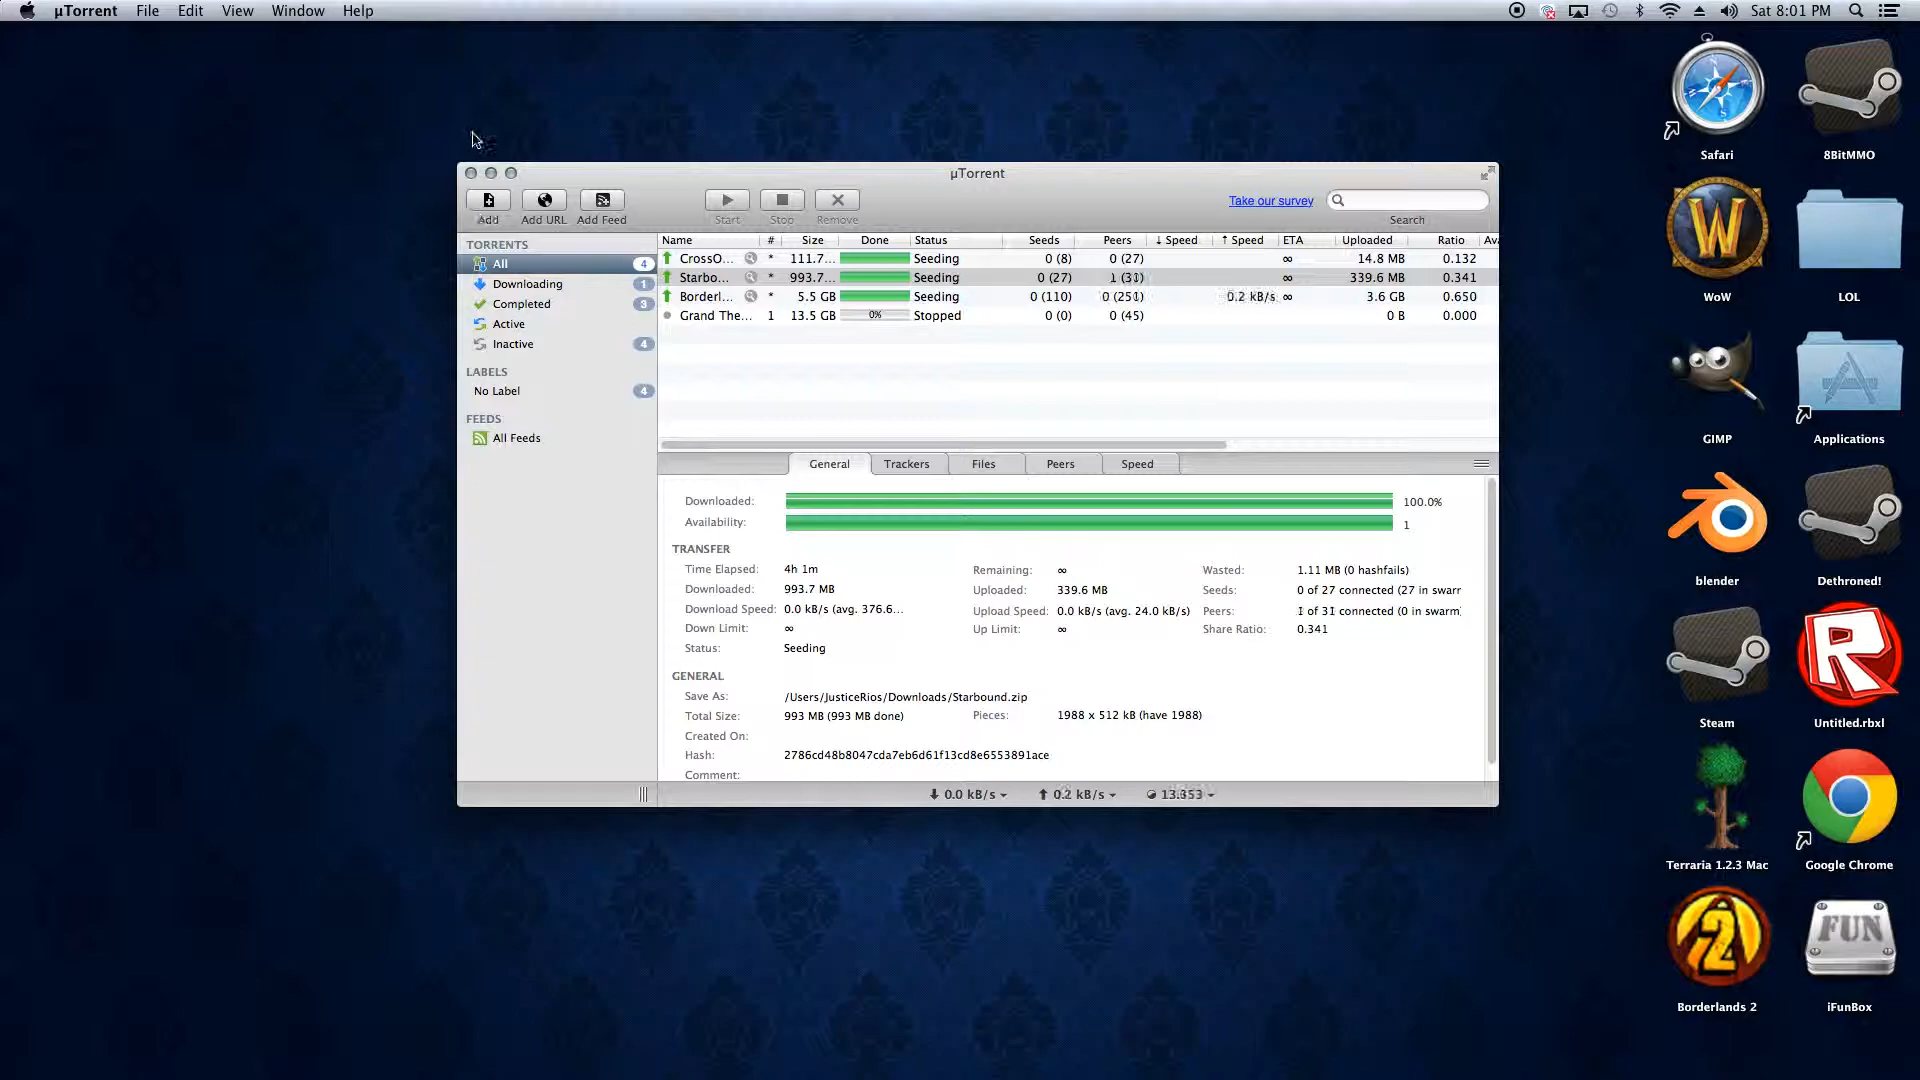 µTorrent File Edit View Window Help Sat 8:01 PM
µTorrent
Add Add URL Add Feed Start Stop Remove Take our survey Search
TORRENTS
All 4
Downloading 1
Completed 3
Active
Inactive 4
LABELS
No Label 4
FEEDS
All Feeds
Name # Size Done Status Seeds Peers ↓ Speed ↑ Speed ETA Uploaded Ratio Av
CrossO... * 111.7... Seeding 0 (8) 0 (27) ∞ 14.8 MB 0.132
Starbo... * 993.7... Seeding 0 (27) 1 (31) ∞ 339.6 MB 0.341
Borderl... * 5.5 GB Seeding 0 (110) 0 (251) 0.2 kB/s ∞ 3.6 GB 0.650
Grand The... 1 13.5 GB 0% Stopped 0 (0) 0 (45) 0 B 0.000
General Trackers Files Peers Speed
Downloaded: 100.0%
Availability: 1
TRANSFER
Time Elapsed: 4h 1m Remaining: ∞ Wasted: 1.11 MB (0 hashfails)
Downloaded: 993.7 MB Uploaded: 339.6 MB Seeds: 0 of 27 connected (27 in swarr
Download Speed: 0.0 kB/s (avg. 376.6... Upload Speed: 0.0 kB/s (avg. 24.0 kB/s) Peers: 1 of 31 connected (0 in swarm)
Down Limit: ∞ Up Limit: ∞ Share Ratio: 0.341
Status: Seeding
GENERAL
Save As: /Users/JusticeRios/Downloads/Starbound.zip
Total Size: 993 MB (993 MB done) Pieces: 1988 x 512 kB (have 1988)
Created On:
Hash: 2786cd48b8047cda7eb6d61f13cd8e6553891ace
Comment:
0.0 kB/s 0.2 kB/s
Safari 8BitMMO
WoW LOL
GIMP Applications
blender Dethroned!
Steam Untitled.rbxl
Terraria 1.2.3 Mac Google Chrome
FUN
Borderlands 2 iFunBox